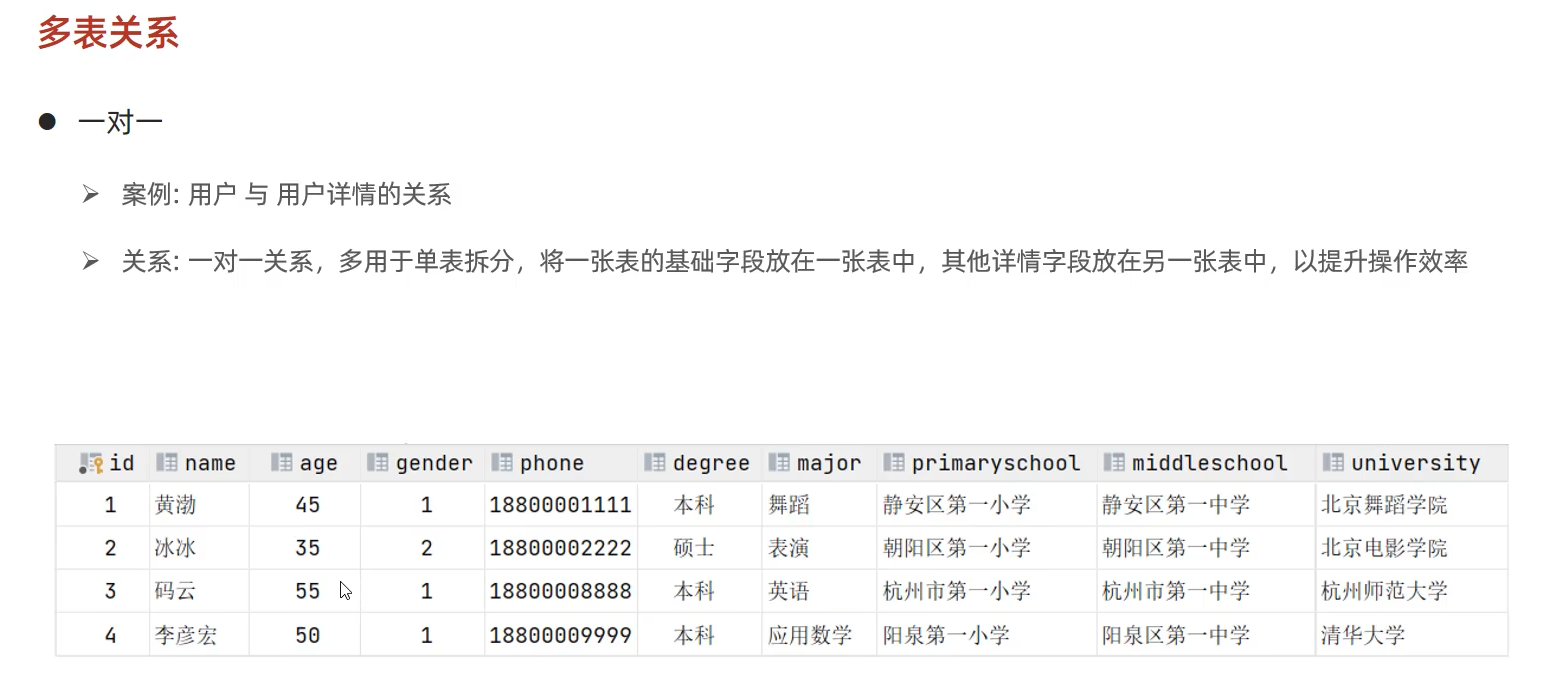 多表关系
● 一对一
➢ 案例: 用户 与 用户详情的关系
➢ 关系: 一对一关系，多用于单表拆分，将一张表的基础字段放在一张表中，其他详情字段放在另一张表中，以提升操作效率
id name age gender phone degree major primaryschool middleschool university
1 黄渤 45 1 18800001111 本科 舞蹈 静安区第一小学 静安区第一中学 北京舞蹈学院
2 冰冰 35 2 18800002222 硕士 表演 朝阳区第一小学 朝阳区第一中学 北京电影学院
3 码云 55 1 18800008888 本科 英语 杭州市第一小学 杭州市第一中学 杭州师范大学
4 李彦宏 50 1 18800009999 本科 应用数学 阳泉第一小学 阳泉区第一中学 清华大学